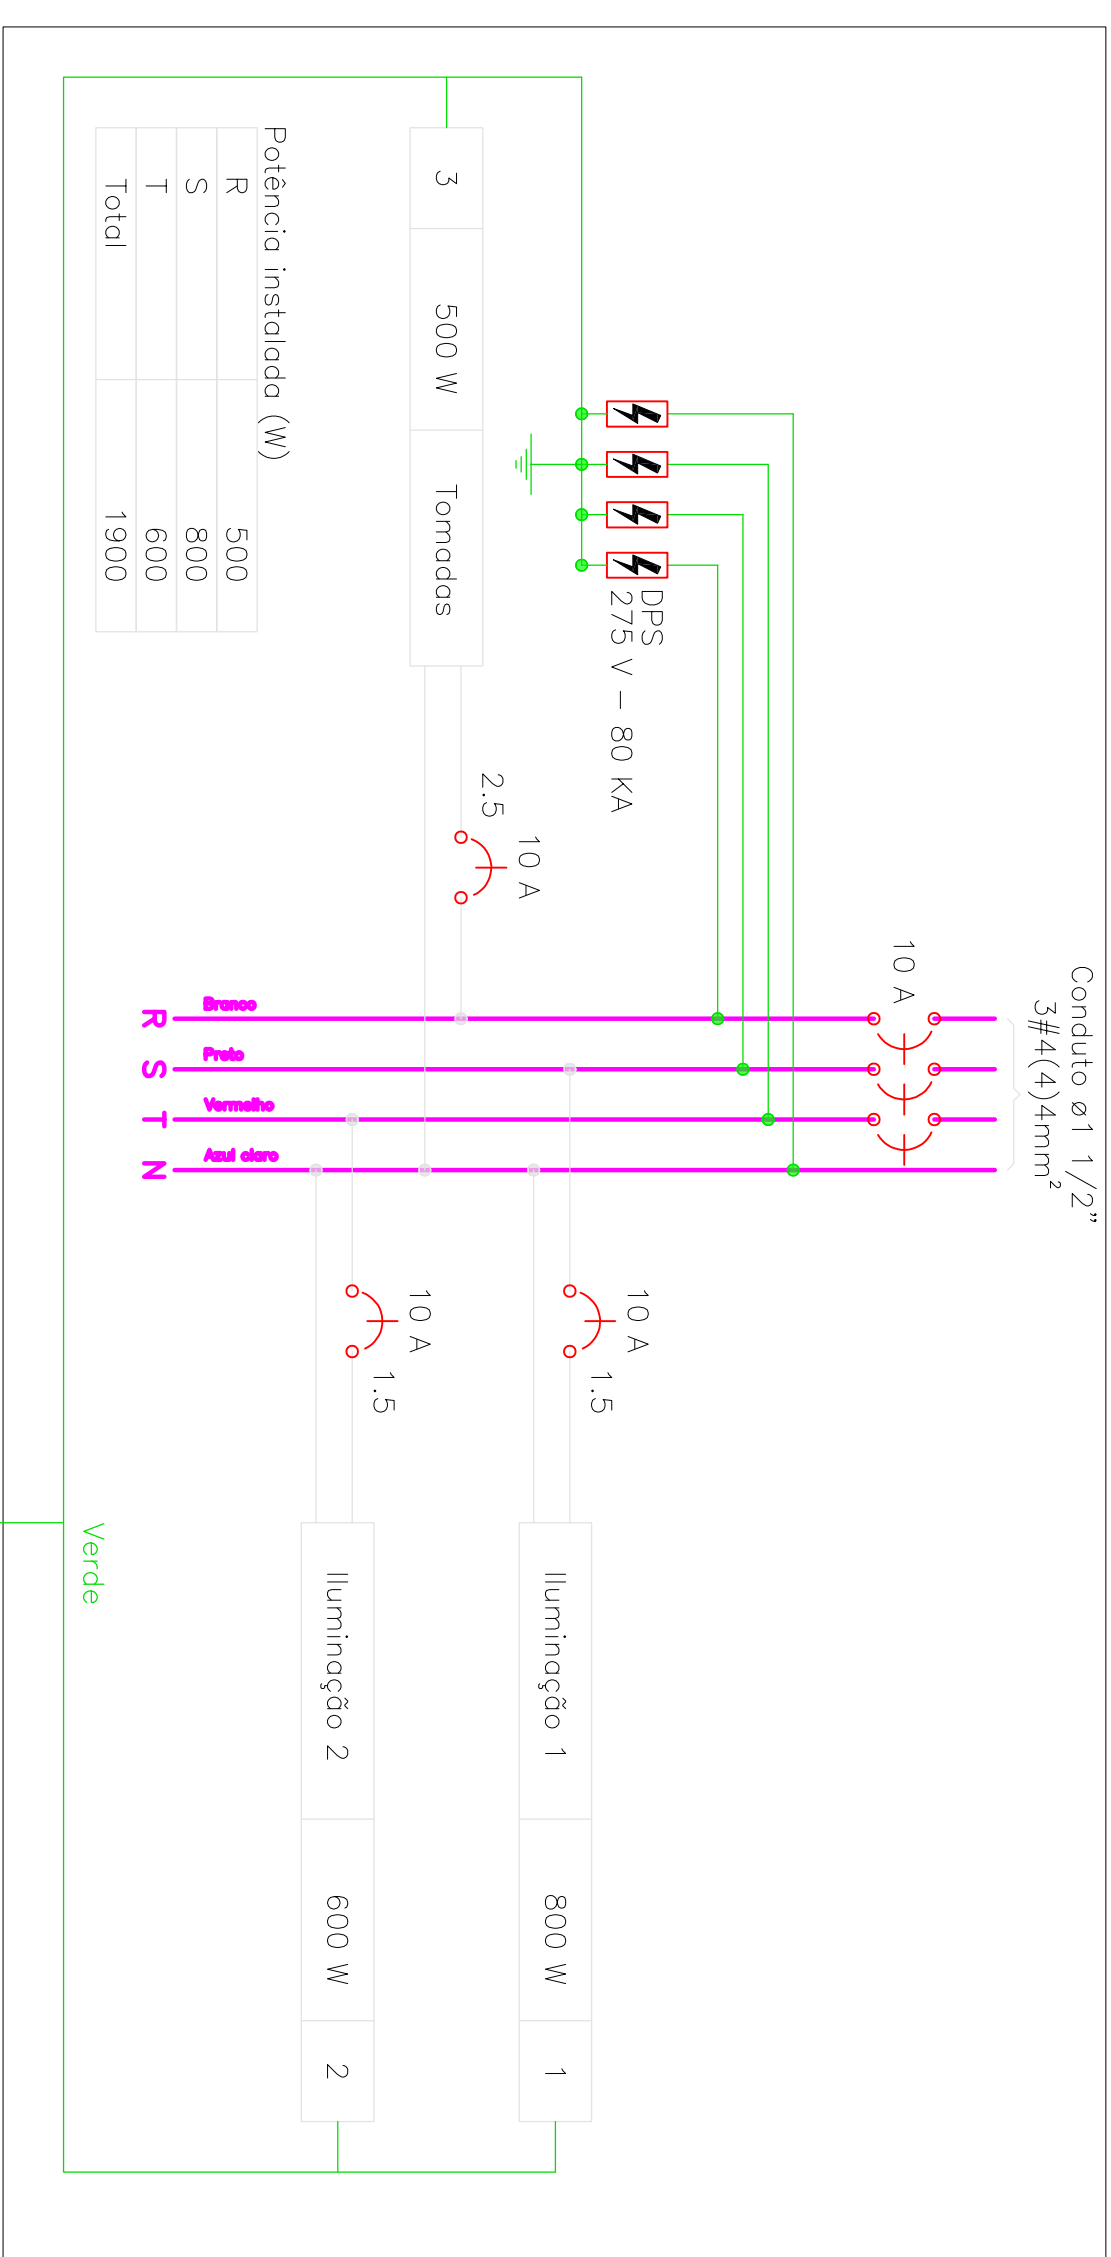 Conduto ø1 1/2”
3#4(4)4mm²
10 A
DPS
275 V – 80 KA
10 A
1.5
Iluminação 1
800 W
1
10 A
2.5
3
500 W
Tomadas
10 A
1.5
Iluminação 2
600 W
2
Potência instalada (W)
R 500
S 800
T 600
Total 1900
Branco
Preto
Vermelho
Azul claro
R
S
T
N
Verde